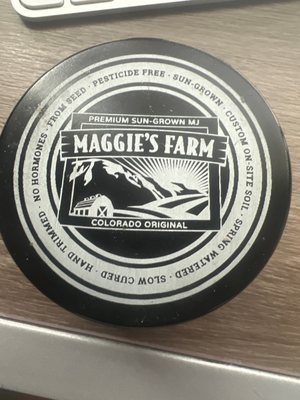 NO HORMONES · FROM SEED · PESTICIDE FREE · SUN-GROWN · CUSTOM ON-SITE SOIL · SPRING WATERED · SLOW CURED · HAND TRIMMED ·
PREMIUM SUN-GROWN MJ
MAGGIE'S FARM
COLORADO ORIGINAL